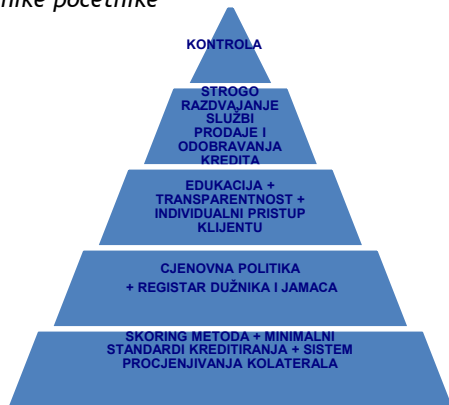 početnike
KONTROLA
STROGO
RAZDVAJANJE
SLUŽBI
PRODAJE I
ODOBRAVANJA
KREDITA
EDUKACIJA +
TRANSPARENTNOST +
INDIVIDUALNI PRISTUP
KLIJENTU
CJENOVNA POLITIKA
+ REGISTAR DUŽNIKA I JAMACA
SKORING METODA + MINIMALNI
STANDARDI KREDITIRANJA + SISTEM
PROCJENJIVANJA KOLATERALA